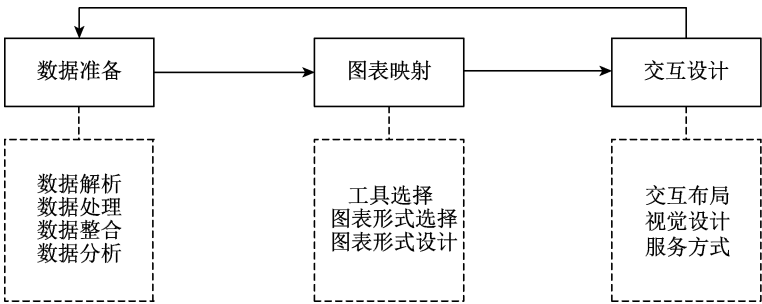 数据准备
图表映射
交互设计
数据解析
数据处理
数据整合
数据分析
工具选择
图表形式选择
图表形式设计
交互布局
视觉设计
服务方式